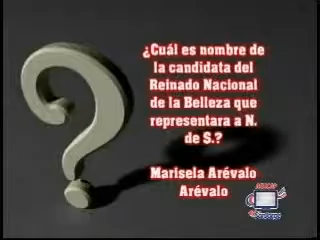 ¿Cuál es nombre de
la candidata del
Reinado Nacional
de la Belleza que
representara a N.
de S.?
Marisela Arévalo
Arévalo